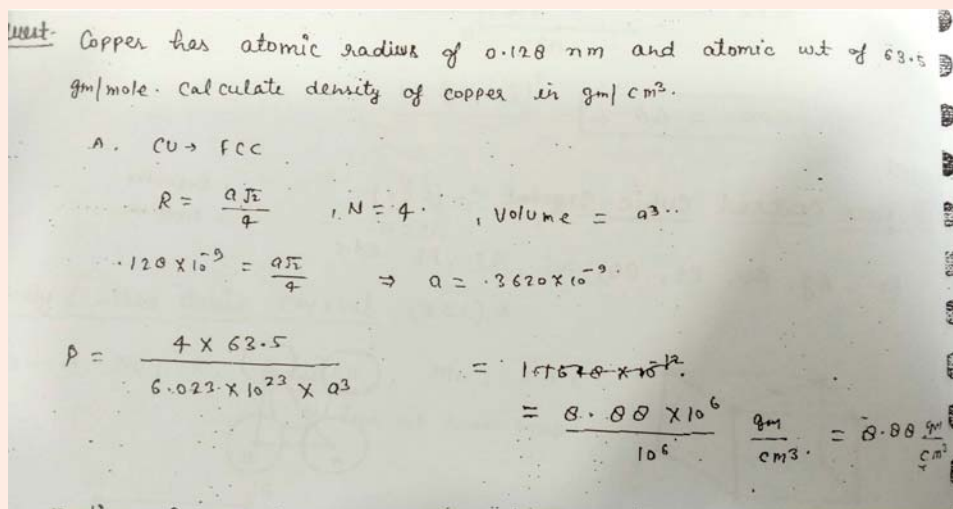 Copper has atomic radius of 0.128 nm and atomic wt of 63.5
gm/mole. Calculate density of copper in gm/cm³.
A. CU → FCC
R = a√2/4 , N = 4. , Volume = a³
.128 × 10⁻⁹ = a√2/4 ⇒ a = .3620 × 10⁻⁹
ρ = 4 × 63.5 / 6.023 × 10²³ × a³
= 8.88 × 10⁶ / 10⁶ gm/cm³. = 8.88 gm/cm³